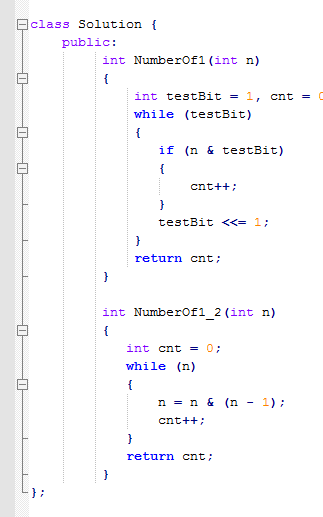 class Solution {
public:
int NumberOf1(int n)
{
int testBit = 1, cnt =
while (testBit)
{
if (n & testBit)
{
cnt++;
}
testBit <<= 1;
}
return cnt;
}
int NumberOf1_2(int n)
{
int cnt = 0;
while (n)
{
n = n & (n - 1);
cnt++;
}
return cnt;
}
};